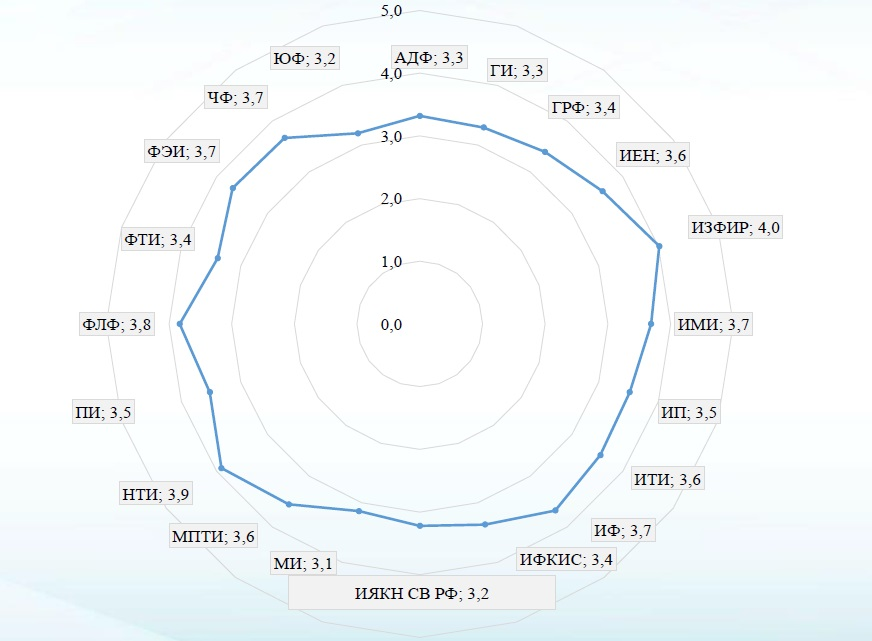 5,0
АДФ; 3,3
ГИ; 3,3
ГРФ; 3,4
ИЕН; 3,6
ИЗФИР; 4,0
ИМИ; 3,7
ИП; 3,5
ИТИ; 3,6
ИФ; 3,7
ИФКИС; 3,4
ИЯКН СВ РФ; 3,2
МИ; 3,1
МПТИ; 3,6
НТИ; 3,9
ПИ; 3,5
ФЛФ; 3,8
ФТИ; 3,4
ФЭИ; 3,7
ЧФ; 3,7
ЮФ; 3,2
4,0
3,0
2,0
1,0
0,0